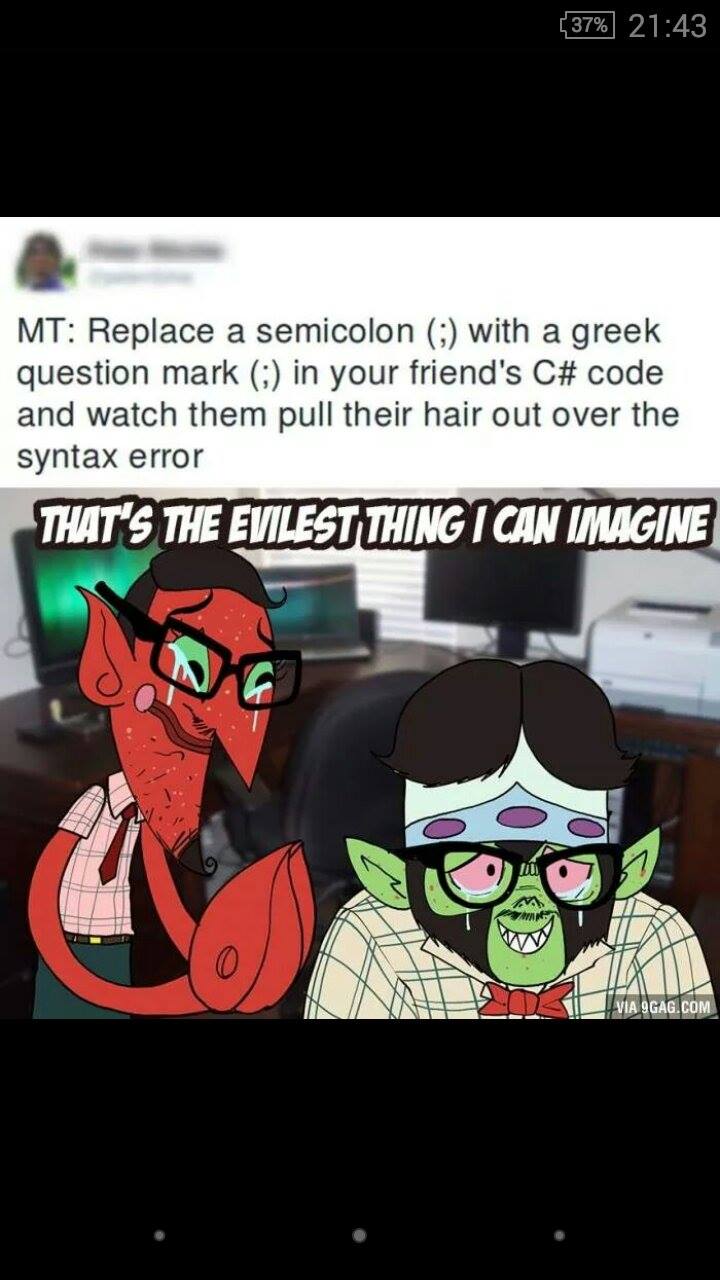 37% 21:43
MT: Replace a semicolon (;) with a greek
question mark (;) in your friend's C# code
and watch them pull their hair out over the
syntax error
THAT'S THE EVILEST THING I CAN IMAGINE
VIA 9GAG.COM